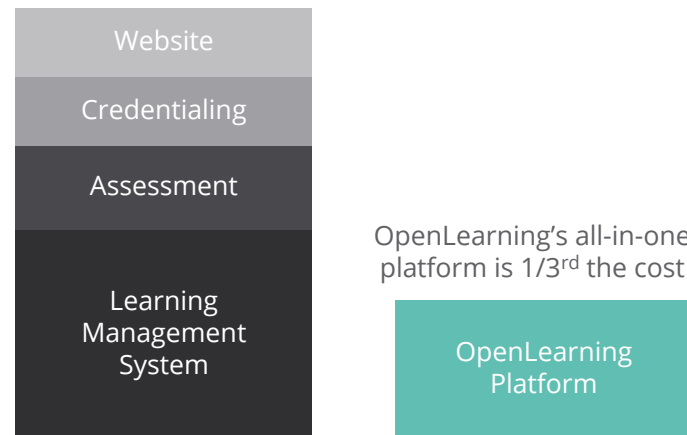 Website
Credentialing
Assessment
Learning
Management
System
OpenLearning’s all-in-one
platform is 1/3rd the cost
OpenLearning
Platform